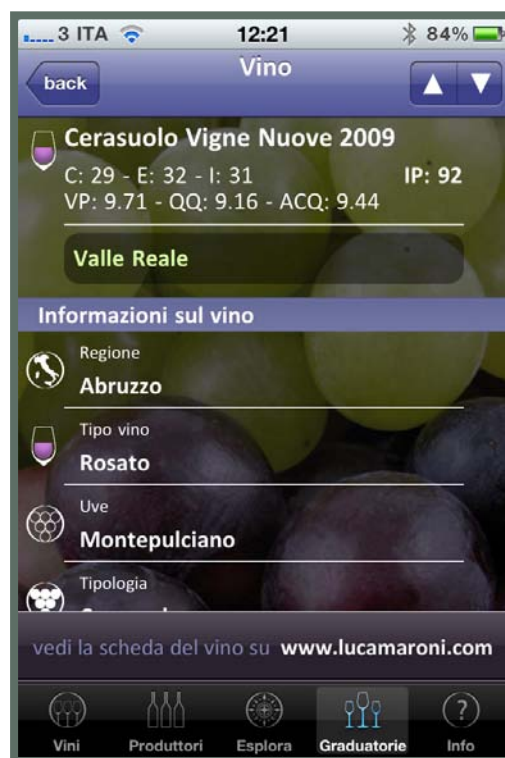 3 ITA 12:21 84%
back Vino
Cerasuolo Vigne Nuove 2009
C: 29 - E: 32 - I: 31 IP: 92
VP: 9.71 - QQ: 9.16 - ACQ: 9.44
Valle Reale
Informazioni sul vino
Regione
Abruzzo
Tipo vino
Rosato
Uve
Montepulciano
Tipologia
vedi la scheda del vino su www.lucamaroni.com
Vini Produttori Esplora Graduatorie Info